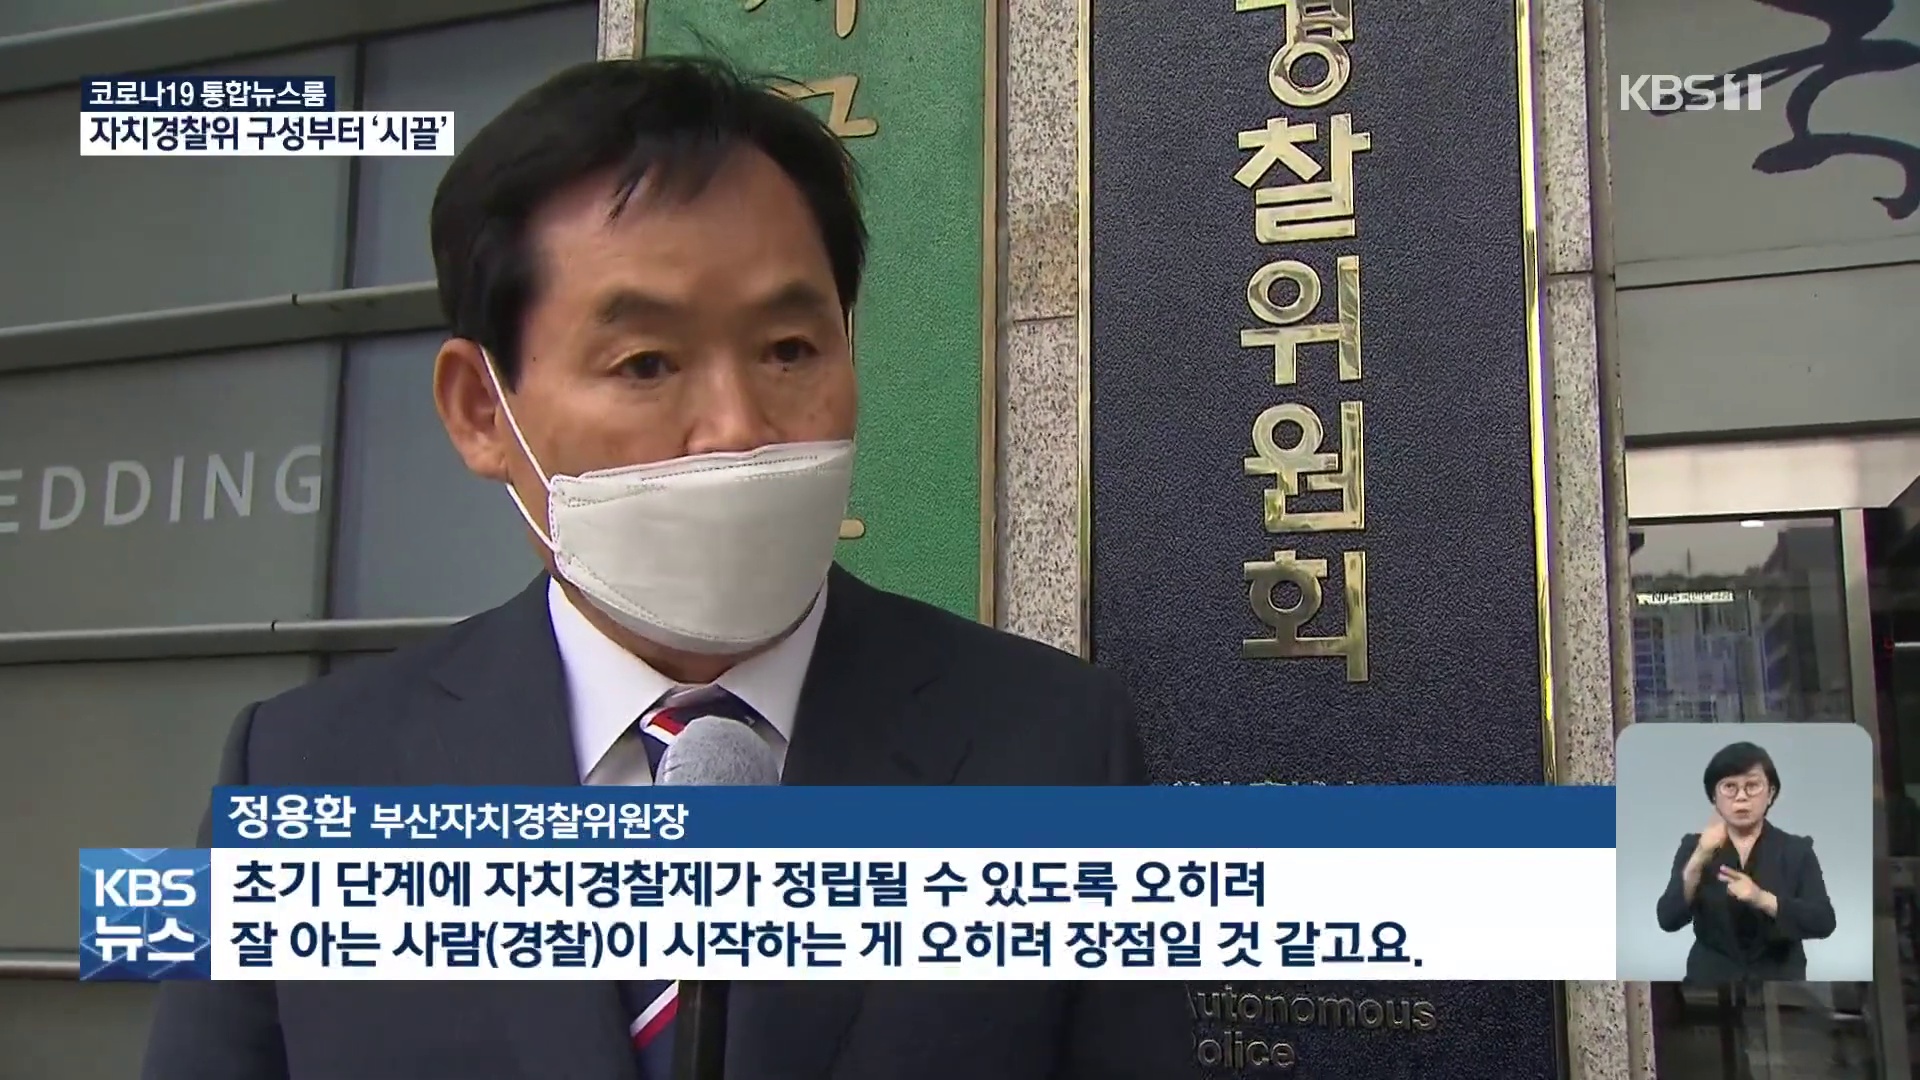 코로나19 통합뉴스룸
자치경찰위 구성부터 ‘시끌’
KBS 1
EDDING
경찰위원회
정용환 부산자치경찰위원장
KBS
뉴스
초기 단계에 자치경찰제가 정립될 수 있도록 오히려
잘 아는 사람(경찰)이 시작하는 게 오히려 장점일 것 같고요.
Autonomous
Police